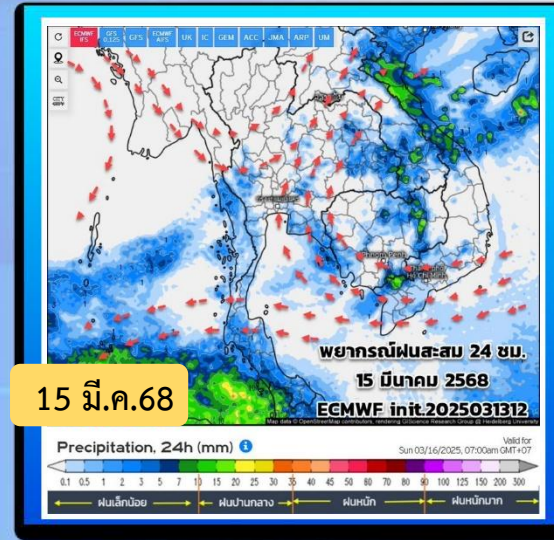 ECMWF IFS GFS 0.125 GFS ECMWF AIFS UK IC GEM ACC JMA ARP UM
พยากรณ์ฝนสะสม 24 ชม.
15 มีนาคม 2568
ECMWF init.2025031312
15 มี.ค.68
Map data © OpenStreetMap contributors, rendering GIScience Research Group @ Heidelberg University
Precipitation, 24h (mm)
Valid for
Sun 03/16/2025, 07:00am GMT+07
0.1 0.5 1 2 3 5 7 10 15 20 25 30 35 40 45 50 60 70 80 90 100 125 150 200 300
ฝนเล็กน้อย ฝนปานกลาง ฝนหนัก ฝนหนักมาก